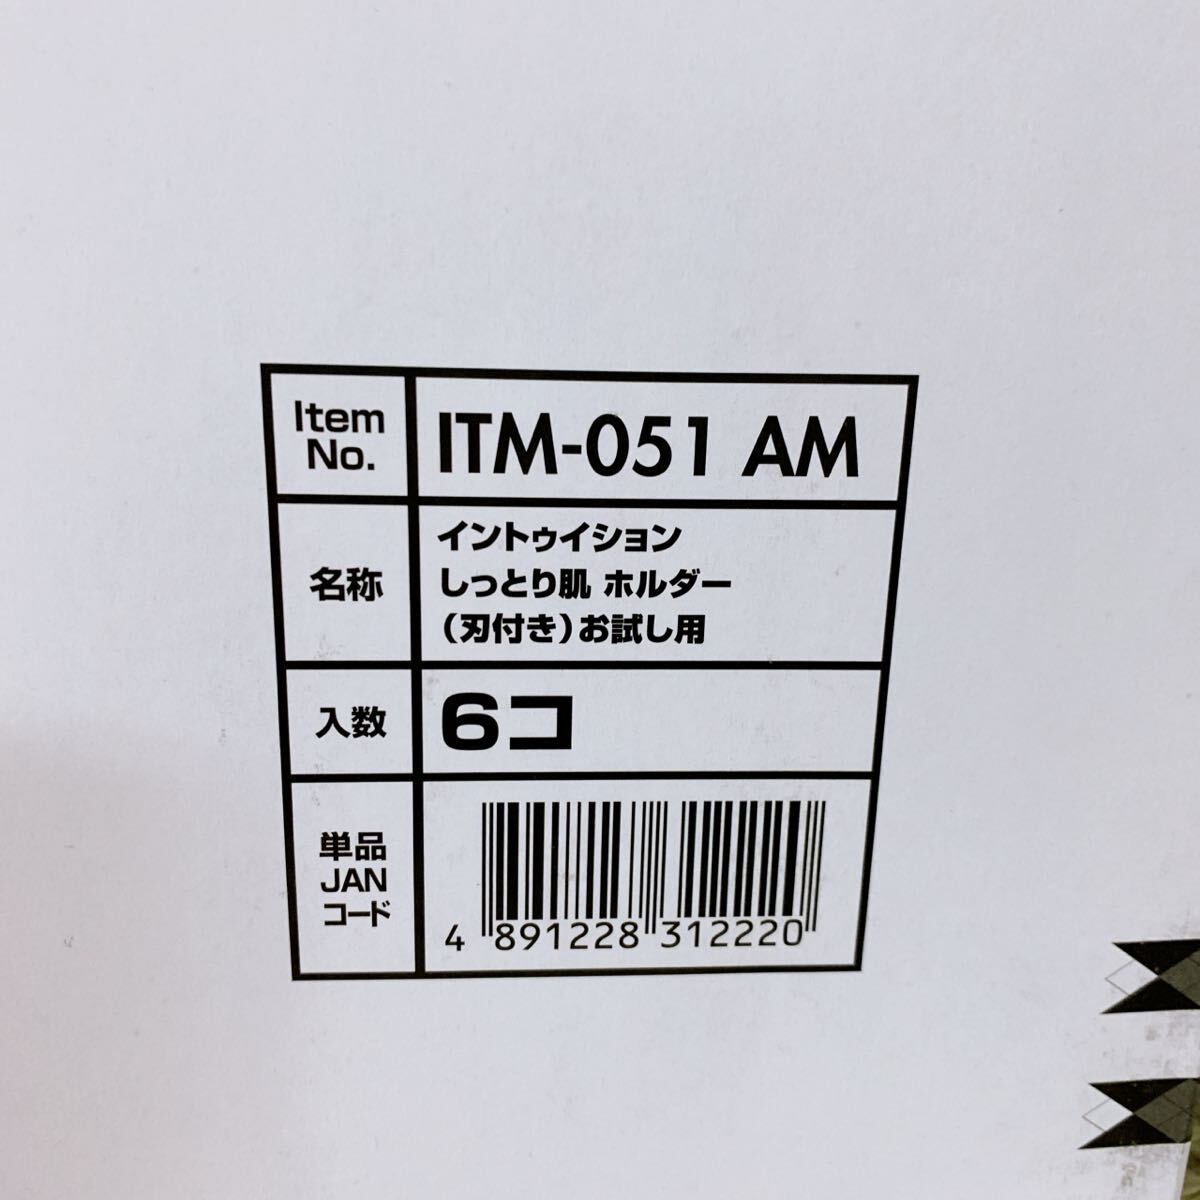 Item
No.
ITM-051 AM
名称
イントゥイション
しっとり肌 ホルダー
(刃付き)お試し用
入数
6コ
単品
JAN
コード
4 891228 312220